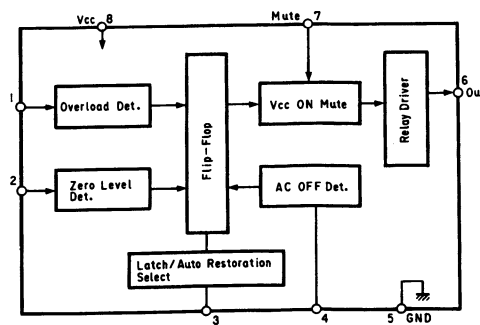 Vcc 8
Mute 7
6
Ou
1
Overload Det.
Flip-Flop
Vcc ON Mute
Relay Driver
2
Zero Level
Det.
AC OFF Det.
Latch/Auto Restoration
Select
3
4
5 GND